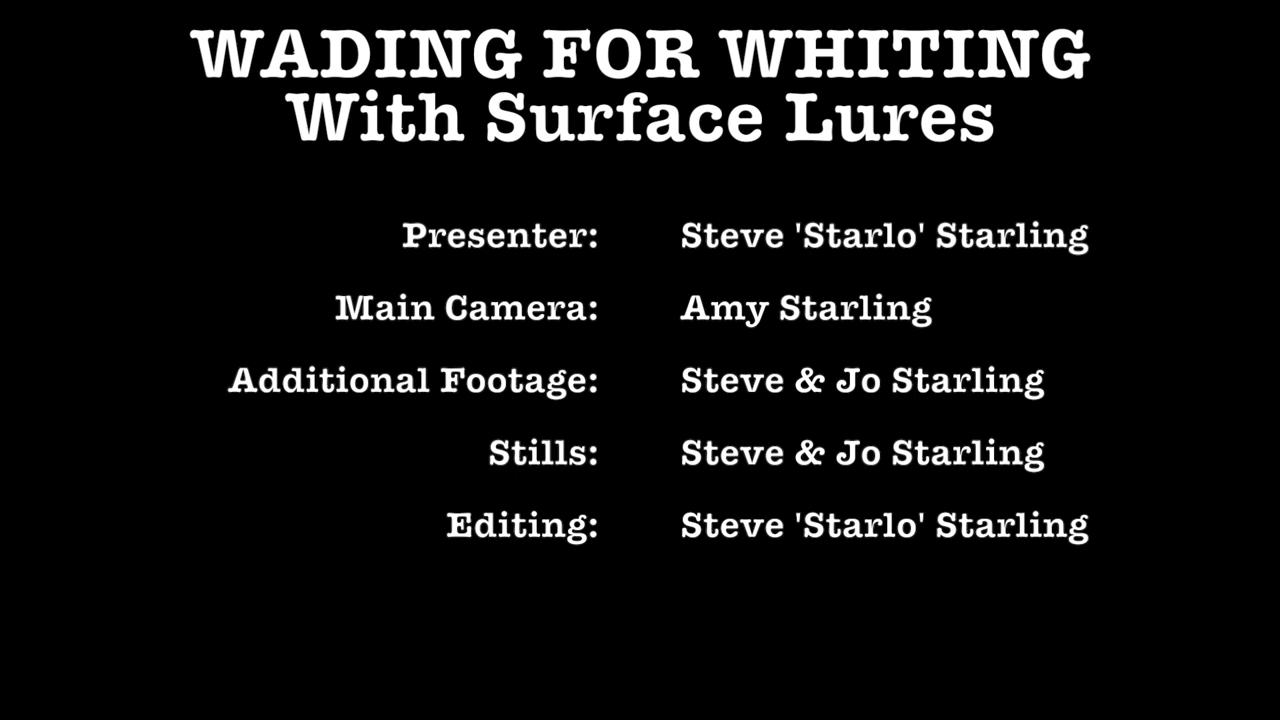 WADING FOR WHITING
With Surface Lures
Presenter: Steve 'Starlo' Starling
Main Camera: Amy Starling
Additional Footage: Steve & Jo Starling
Stills: Steve & Jo Starling
Editing: Steve 'Starlo' Starling